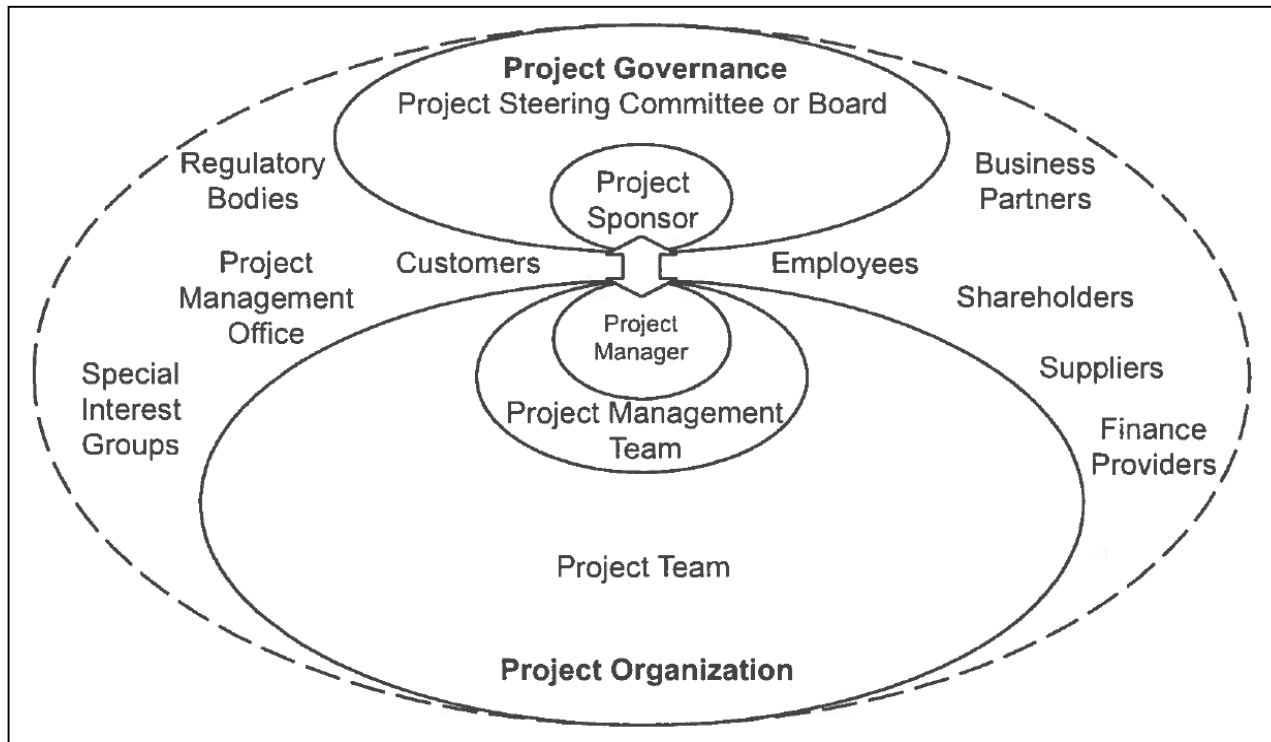 Project Governance
Project Steering Committee or Board
Regulatory
Bodies
Project
Sponsor
Business
Partners
Project
Management
Office
Customers
Employees
Shareholders
Special
Interest
Groups
Project
Manager
Project Management
Team
Suppliers
Finance
Providers
Project Team
Project Organization